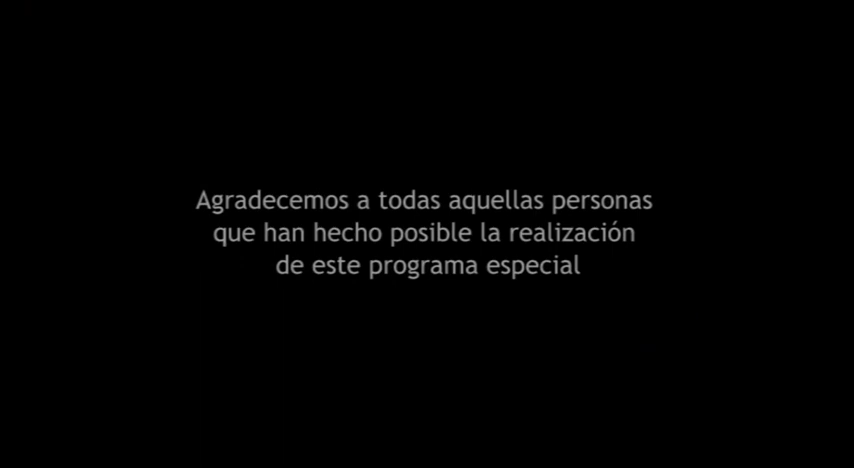 Agradecemos a todas aquellas personas
que han hecho posible la realización
de este programa especial